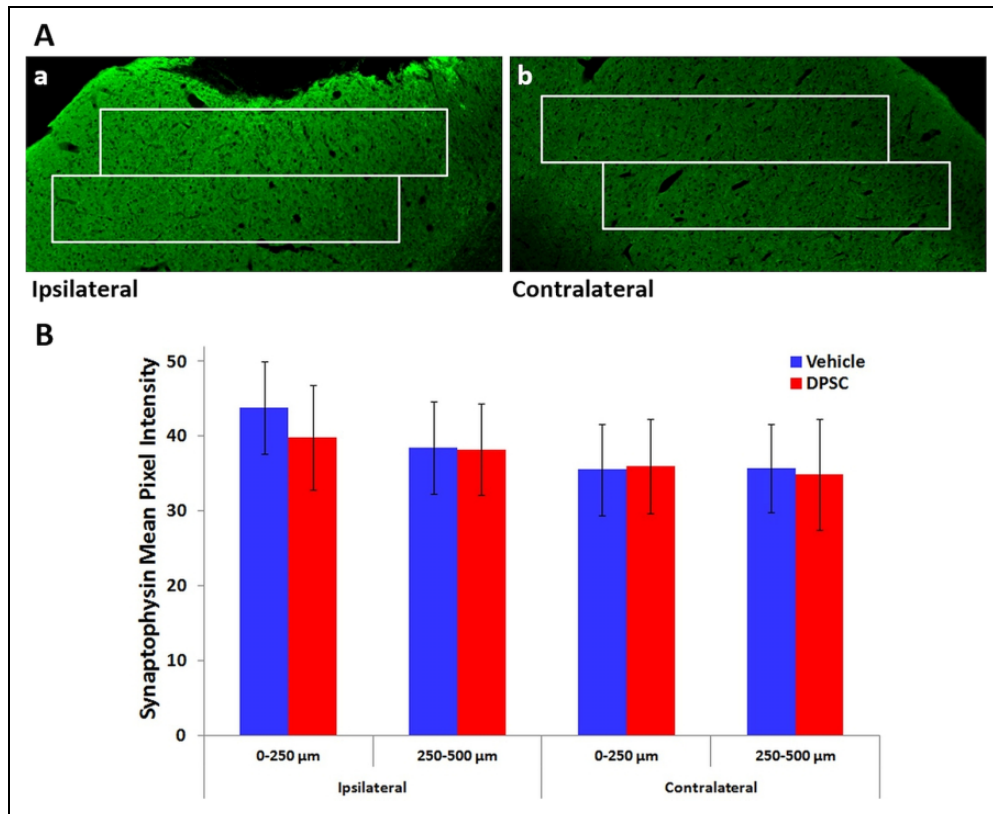 A
a
b
Ipsilateral
Contralateral
B
Synaptophysin Mean Pixel Intensity
50
40
30
20
10
0
Vehicle
DPSC
0-250 µm
250-500 µm
0-250 µm
250-500 µm
Ipsilateral
Contralateral